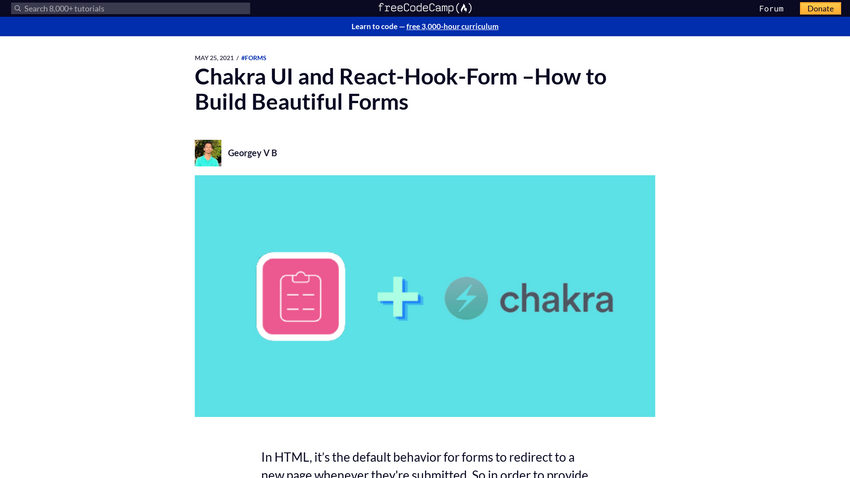 Search 8,000+ tutorials
freeCodeCamp(🔥)
Forum
Donate
Learn to code — free 3,000-hour curriculum
MAY 25, 2021 / #FORMS
Chakra UI and React-Hook-Form –How to
Build Beautiful Forms
Georgey V B
chakra
In HTML, it's the default behavior for forms to redirect to a
new page whenever they're submitted. So in order to provide